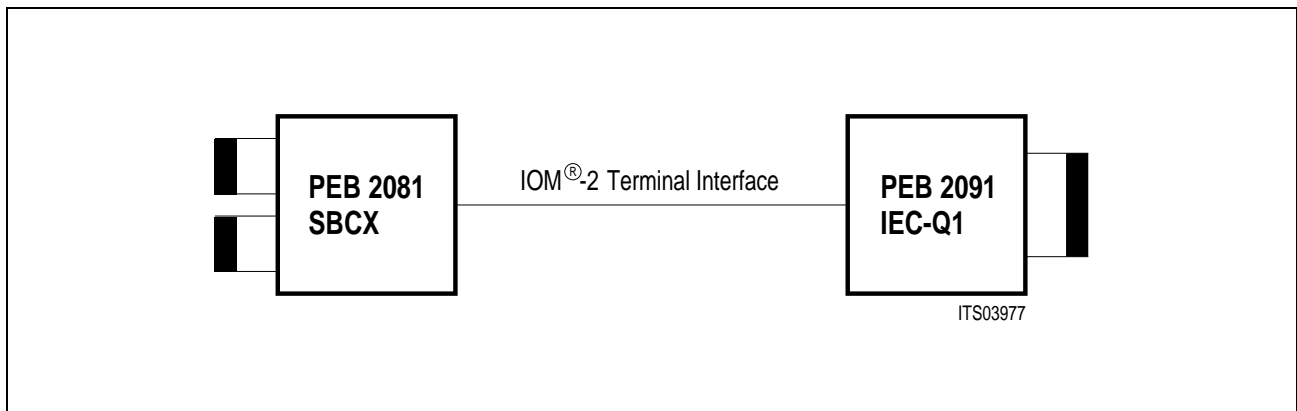 PEB 2081
SBCX
IOM®-2 Terminal Interface
PEB 2091
IEC-Q1
ITS03977